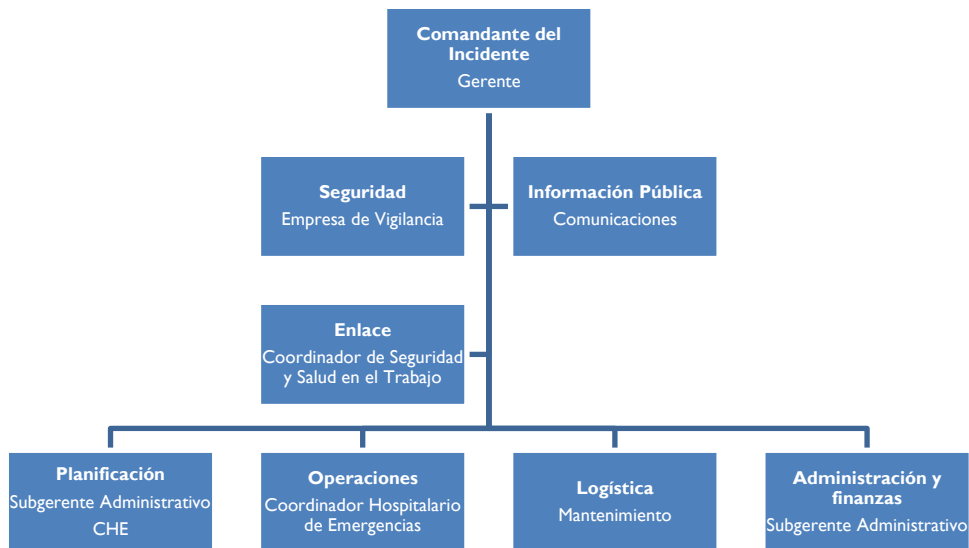 Comandante del
Incidente
Gerente
Seguridad
Empresa de Vigilancia
Información Pública
Comunicaciones
Enlace
Coordinador de Seguridad
y Salud en el Trabajo
Planificación
Subgerente Administrativo
CHE
Operaciones
Coordinador Hospitalario
de Emergencias
Logística
Mantenimiento
Administración y
finanzas
Subgerente Administrativo